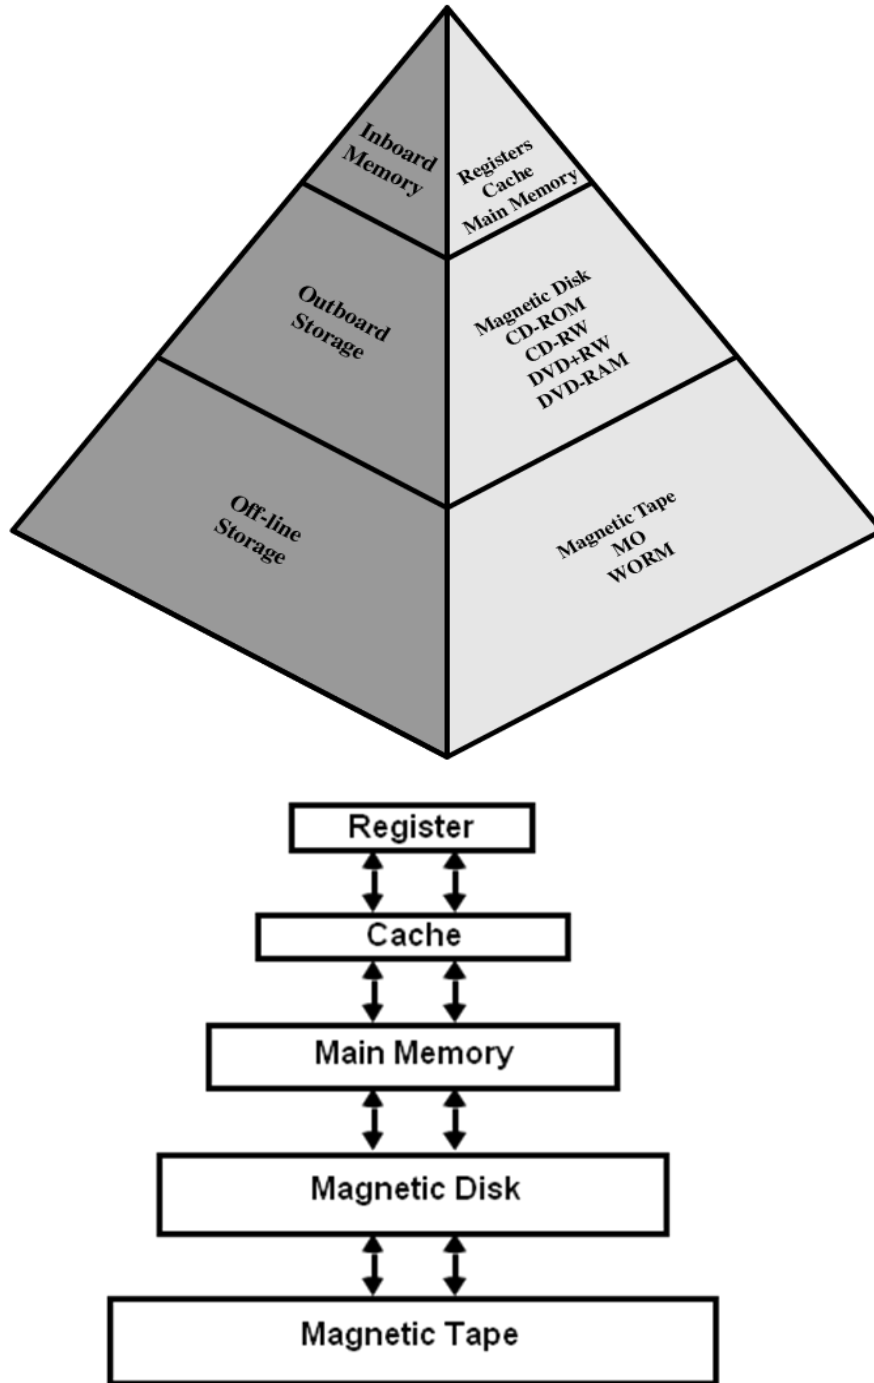 Inboard
Memory
Registers
Cache
Main Memory
Outboard
Storage
Magnetic Disk
CD-ROM
CD-RW
DVD+RW
DVD-RAM
Off-line
Storage
Magnetic Tape
MO
WORM
Register
Cache
Main Memory
Magnetic Disk
Magnetic Tape